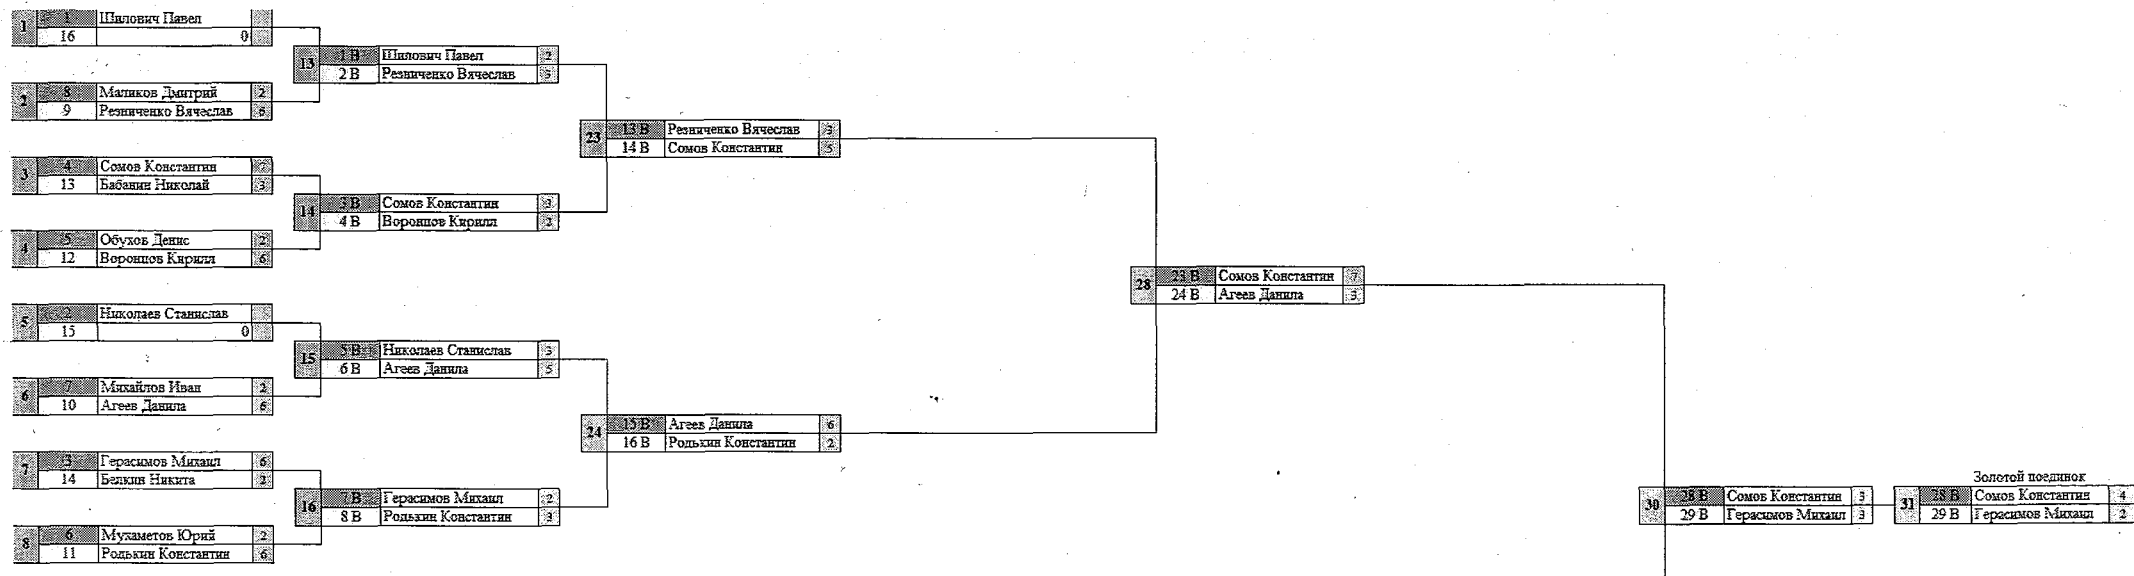 1 1 Шилович Павел
16 0
2 8 Маликов Дмитрий 2
9 Резниченко Вячеслав 6
3 4 Сомов Константин 7
13 Бабанин Николай 3
4 5 Обухов Денис 2
12 Воронцов Кирилл 6
5 2 Николаев Станислав
15 0
6 7 Михайлов Иван 2
10 Агеев Данила 6
7 3 Герасимов Михаил 6
14 Белкин Никита 2
8 6 Мухаметов Юрий 2
11 Родькин Константин 6
13 1 В Шилович Павел 2
2 В Резниченко Вячеслав
14 3 В Сомов Константин 3
4 В Воронцов Кирилл 2
15 5 В Николаев Станислав 3
6 В Агеев Данила 5
16 7 В Герасимов Михаил 2
8 В Родькин Константин 3
23 13 В Резниченко Вячеслав 3
14 В Сомов Константин 5
24 15 В Агеев Данила 6
16 В Родькин Константин 2
28 23 В Сомов Константин 7
24 В Агеев Данила 3
30 28 В Сомов Константин 3
29 В Герасимов Михаил 3
Золотой поединок
31 28 В Сомов Константин 4
29 В Герасимов Михаил 2